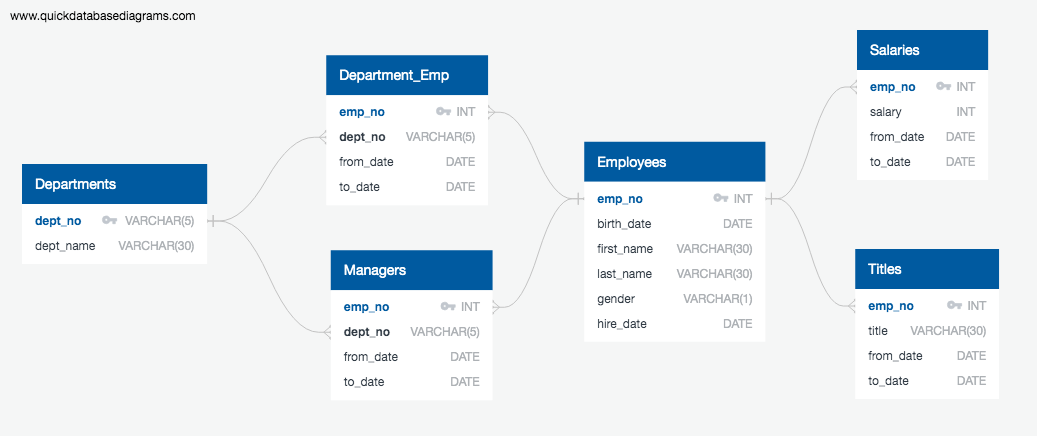 www.quickdatabasediagrams.com
Departments
dept_no VARCHAR(5)
dept_name VARCHAR(30)
Department_Emp
emp_no INT
dept_no VARCHAR(5)
from_date DATE
to_date DATE
Managers
emp_no INT
dept_no VARCHAR(5)
from_date DATE
to_date DATE
Employees
emp_no INT
birth_date DATE
first_name VARCHAR(30)
last_name VARCHAR(30)
gender VARCHAR(1)
hire_date DATE
Salaries
emp_no INT
salary INT
from_date DATE
to_date DATE
Titles
emp_no INT
title VARCHAR(30)
from_date DATE
to_date DATE